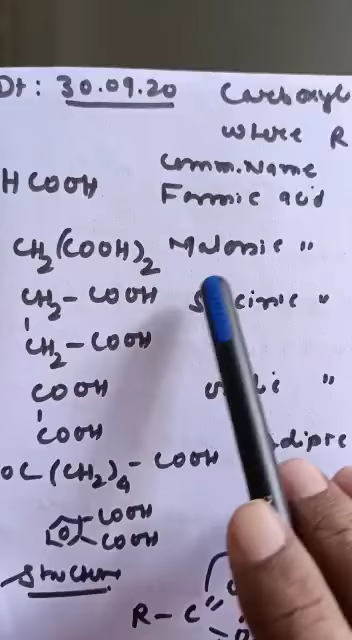 Dt: 30.09.20 Carboxyl
where R
Comm. Name
HCOOH Formic acid
CH2(COOH)2 Malonic "
CH2-COOH "
CH2-COOH
COOH "
COOH
OC(CH2)4-COOH
COOH
COOH
Structure
R-C